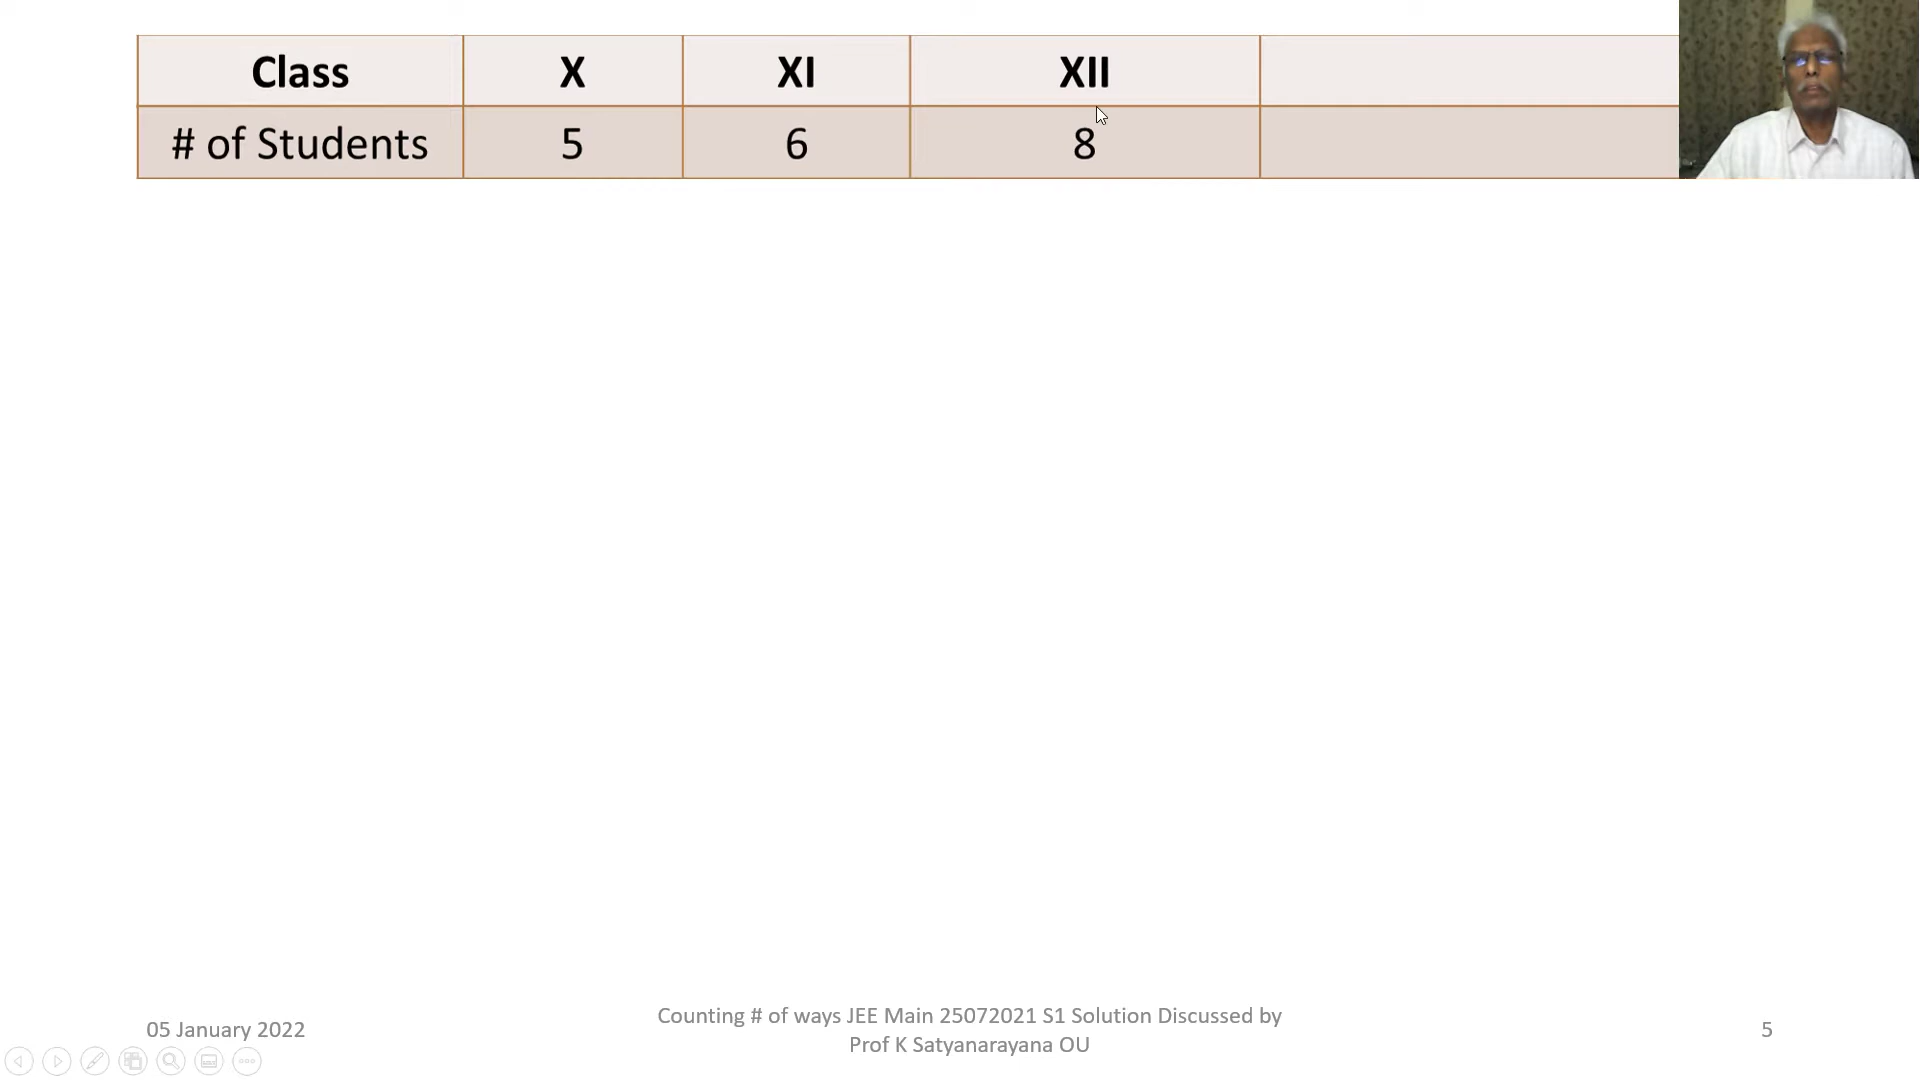 Class X XI XII
# of Students 5 6 8
05 January 2022
Counting # of ways JEE Main 25072021 S1 Solution Discussed by
Prof K Satyanarayana OU
5